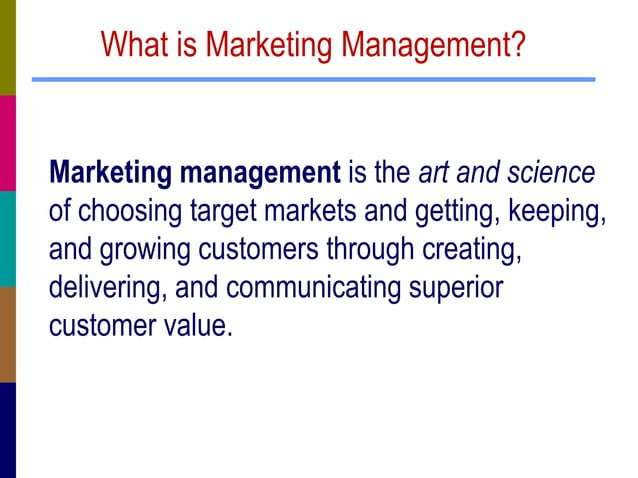 What is Marketing Management?
Marketing management is the art and science
of choosing target markets and getting, keeping,
and growing customers through creating,
delivering, and communicating superior
customer value.